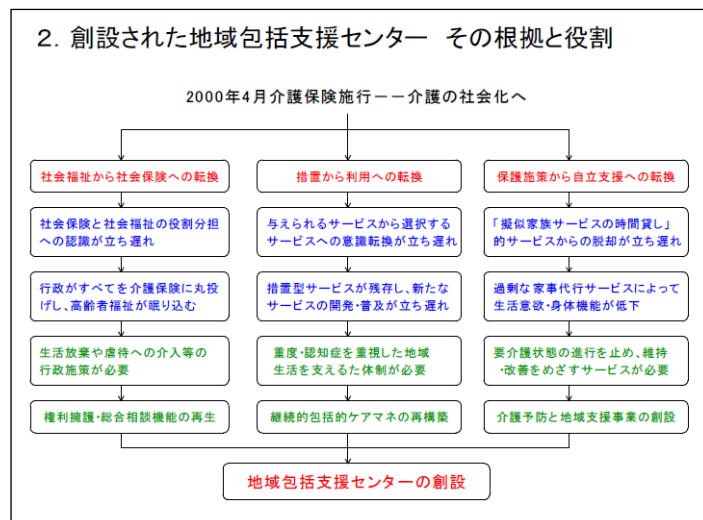 2．創設された地域包括支援センター その根拠と役割
2000年4月介護保険施行ーー介護の社会化へ
社会福祉から社会保険への転換
社会保険と社会福祉の役割分担
への認識が立ち遅れ
行政がすべてを介護保険に丸投
げし、高齢者福祉が眠り込む
生活放棄や虐待への介入等の
行政施策が必要
権利擁護・総合相談機能の再生
措置から利用への転換
与えられるサービスから選択する
サービスへの意識転換が立ち遅れ
措置型サービスが残存し、新たな
サービスの開発・普及が立ち遅れ
重度・認知症を重視した地域
生活を支えるた体制が必要
継続的包括的ケアマネの再構築
保護施策から自立支援への転換
「擬似家族サービスの時間貸し」
的サービスからの脱却が立ち遅れ
過剰な家事代行サービスによって
生活意欲・身体機能が低下
要介護状態の進行を止め、維持
・改善をめざすサービスが必要
介護予防と地域支援事業の創設
地域包括支援センターの創設